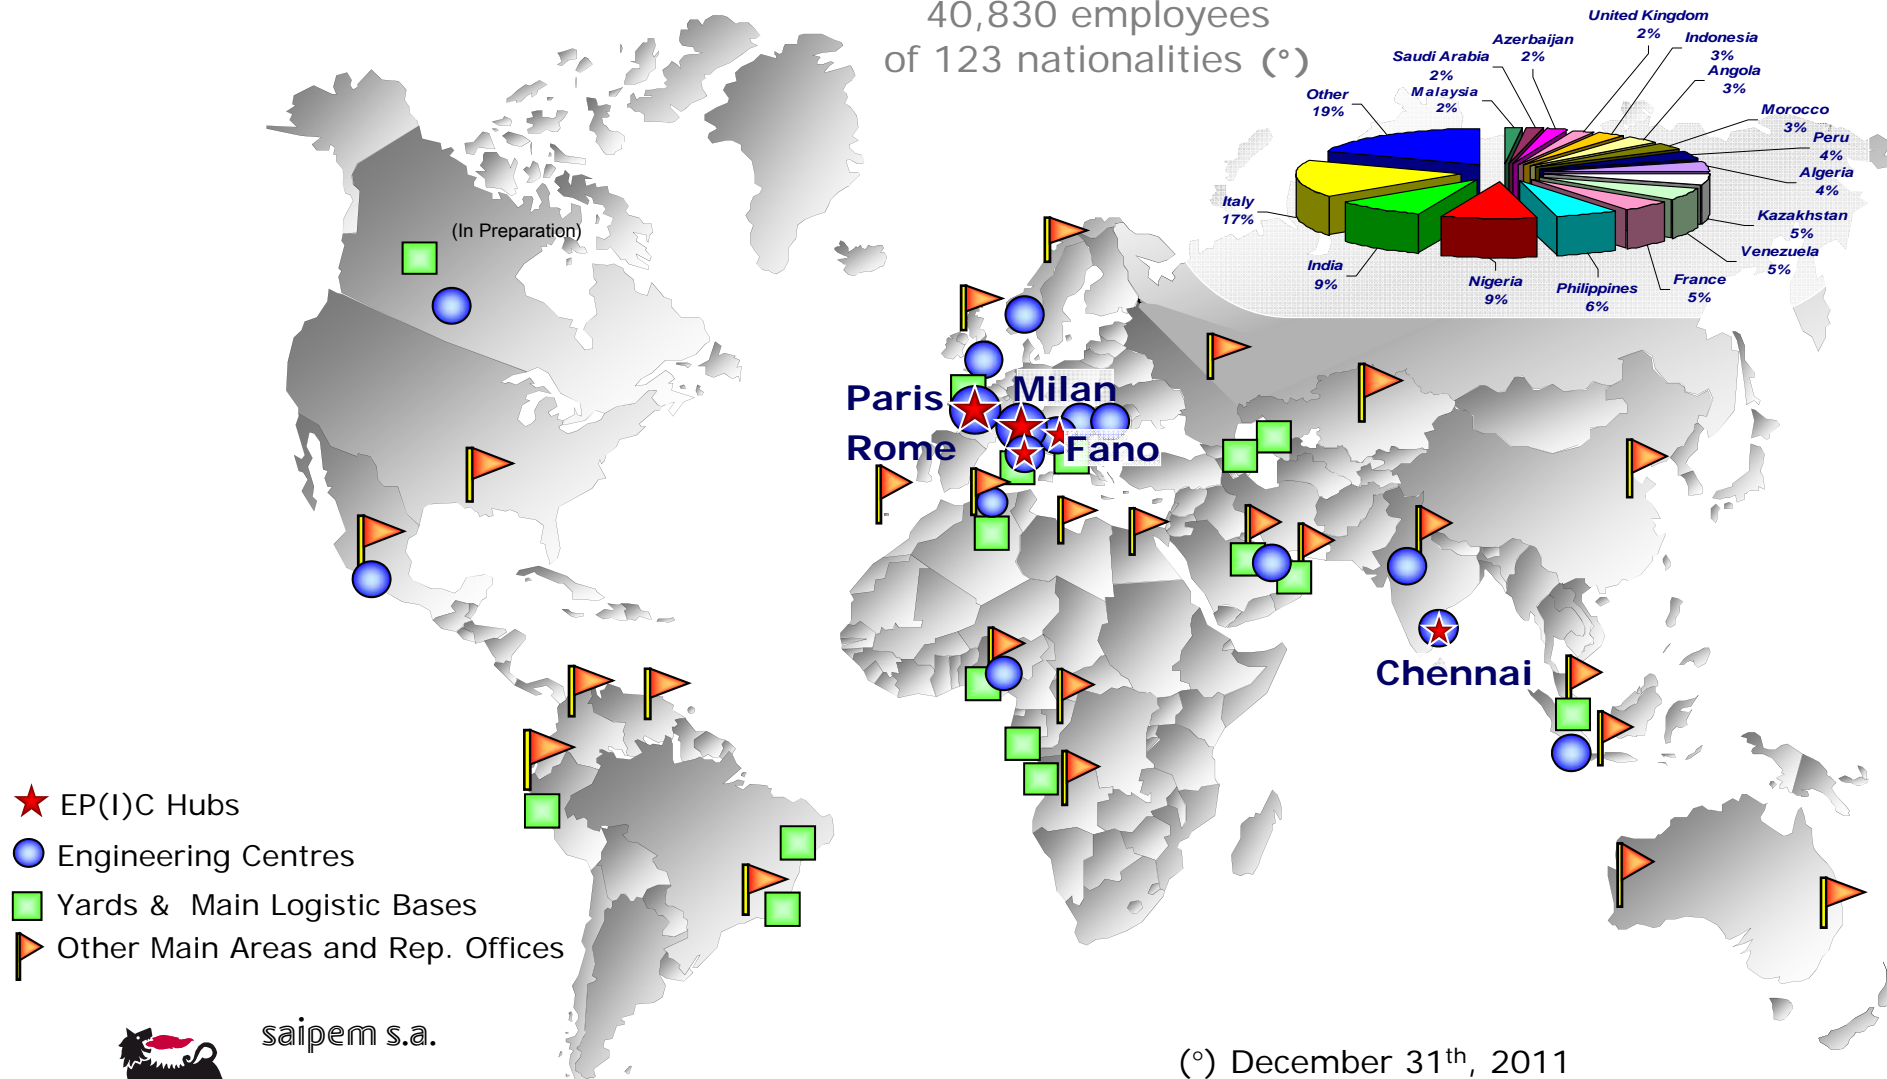 40,830 employees
of 123 nationalities (°)
United Kingdom
2%
Azerbaijan
2%
Indonesia
3%
Saudi Arabia
2%
Angola
3%
Malaysia
2%
Other
19%
Morocco
3%
Peru
4%
Algeria
4%
Italy
17%
Kazakhstan
5%
Venezuela
5%
India
9%
Nigeria
9%
Philippines
6%
France
5%
(In Preparation)
Paris
Milan
Rome
Fano
Chennai
EP(I)C Hubs
Engineering Centres
Yards & Main Logistic Bases
Other Main Areas and Rep. Offices
saipem s.a.
(°) December 31th, 2011